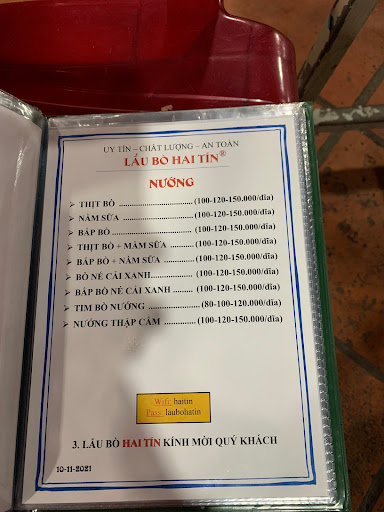 UY TÍN – CHẤT LƯỢNG – AN TOÀN
LẨU BÒ HAI TÍN®
NƯỚNG
➢ THỊT BÒ ........................(100-120-150.000/dĩa)
➢ NẦM SỮA ......................(100-120-150.000/dĩa)
➢ BẮP BÒ ..........................(100-120-150.000/dĩa)
➢ THỊT BÒ + NẦM SỮA .......(100-120-150.000/dĩa)
➢ BẮP BÒ + NẦM SỮA ........(100-120-150.000/dĩa)
➢ BÒ NÉ CẢI XANH.............(100-120-150.000/dĩa)
➢ BẮP BÒ NÉ CẢI XANH .......(100-120-150.000/dĩa)
➢ TIM BÒ NƯỚNG ................(80-100-120.000/dĩa)
➢ NƯỚNG THẬP CẨM ..........(100-120-150.000/dĩa)
Wifi: haitin
Pass: laubohatin
3. LẨU BÒ HAI TÍN KÍNH MỜI QUÝ KHÁCH
10-11-2021